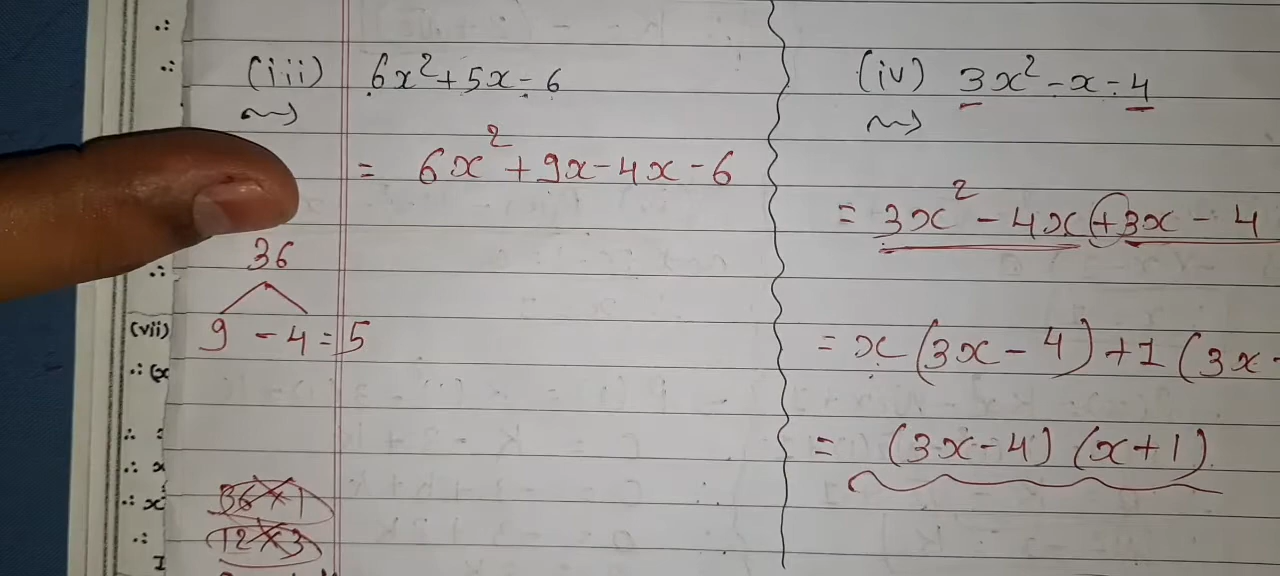 (iii) 6x²+5x-6
= 6x²+9x-4x-6
36
9 - 4 = 5
36×1
12×3
(iv) 3x²-x-4
= 3x²-4x+3x-4
= x(3x-4)+1(3x-
= (3x-4)(x+1)
(vii)